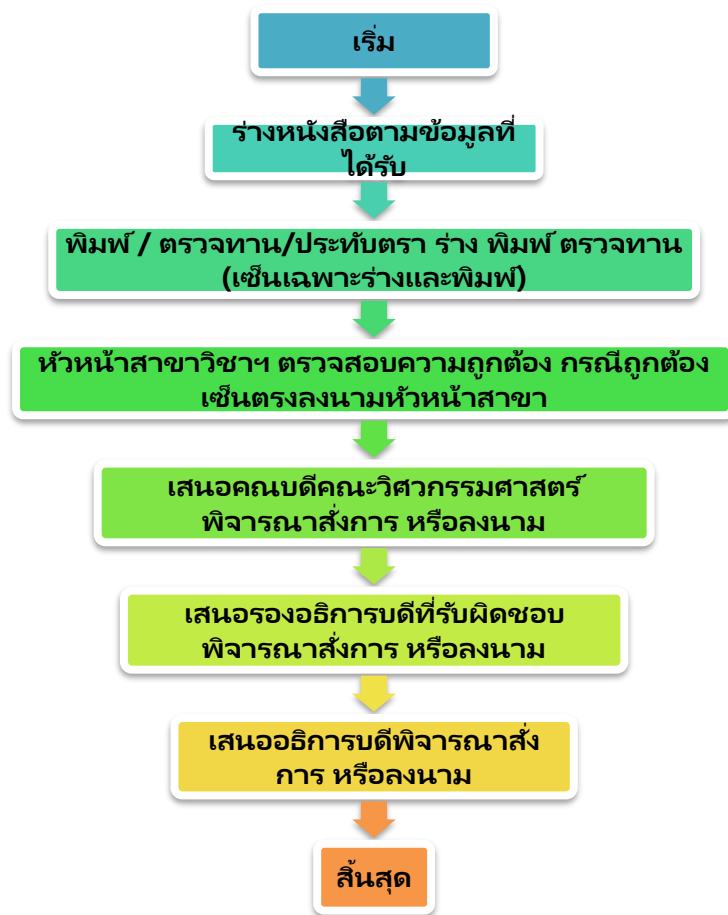 เริ่ม
ร่างหนังสือตามข้อมูลที่
ได้รับ
พิมพ์ / ตรวจทาน/ประทับตรา ร่าง พิมพ์ ตรวจทาน
(เซ็นเฉพาะร่างและพิมพ์)
หัวหน้าสาขาวิชาฯ ตรวจสอบความถูกต้อง กรณีถูกต้อง
เซ็นตรงลงนามหัวหน้าสาขา
เสนอคณบดีคณะวิศวกรรมศาสตร์
พิจารณาสั่งการ หรือลงนาม
เสนอรองอธิการบดีที่รับผิดชอบ
พิจารณาสั่งการ หรือลงนาม
เสนออธิการบดีพิจารณาสั่ง
การ หรือลงนาม
สิ้นสุด